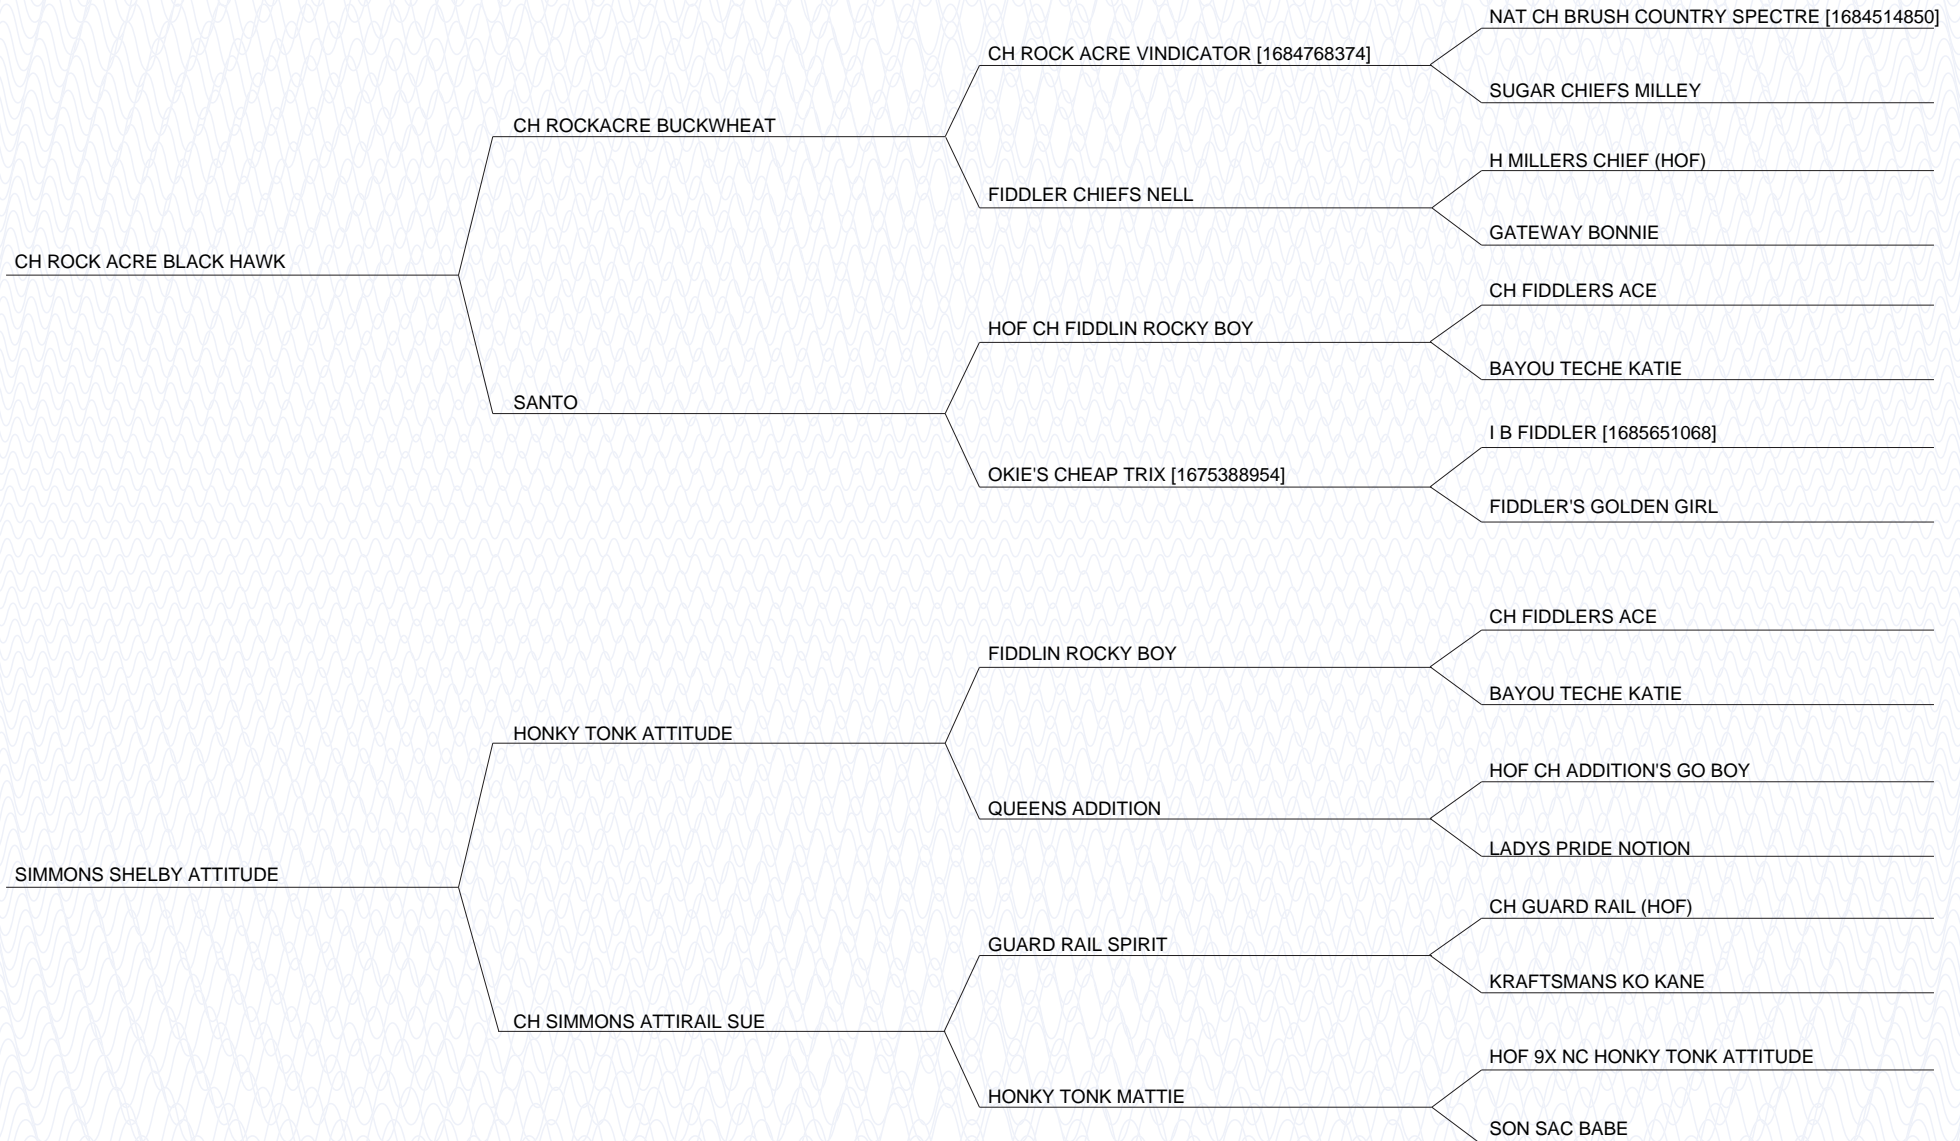 NAT CH BRUSH COUNTRY SPECTRE [1684514850]
CH ROCK ACRE VINDICATOR [1684768374]
SUGAR CHIEFS MILLEY
CH ROCKACRE BUCKWHEAT
H MILLERS CHIEF (HOF)
FIDDLER CHIEFS NELL
GATEWAY BONNIE
CH ROCK ACRE BLACK HAWK
CH FIDDLERS ACE
HOF CH FIDDLIN ROCKY BOY
BAYOU TECHE KATIE
SANTO
I B FIDDLER [1685651068]
OKIE'S CHEAP TRIX [1675388954]
FIDDLER'S GOLDEN GIRL
CH FIDDLERS ACE
FIDDLIN ROCKY BOY
BAYOU TECHE KATIE
HONKY TONK ATTITUDE
HOF CH ADDITION'S GO BOY
QUEENS ADDITION
LADYS PRIDE NOTION
SIMMONS SHELBY ATTITUDE
CH GUARD RAIL (HOF)
GUARD RAIL SPIRIT
KRAFTSMANS KO KANE
CH SIMMONS ATTIRAIL SUE
HOF 9X NC HONKY TONK ATTITUDE
HONKY TONK MATTIE
SON SAC BABE